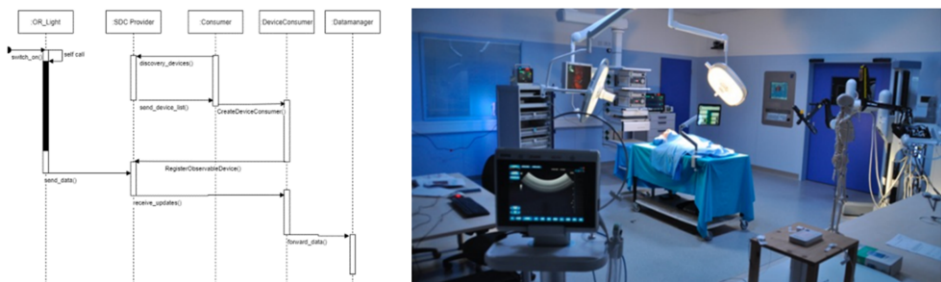 :OR_Light
:SDC Provider
:Consumer
:DeviceConsumer
:Datamanager
switch_on()
self call
discovery_devices()
send_device_list()
CreateDeviceConsumer()
RegisterObservableDevice()
send_data()
receive_updates()
forward_data()